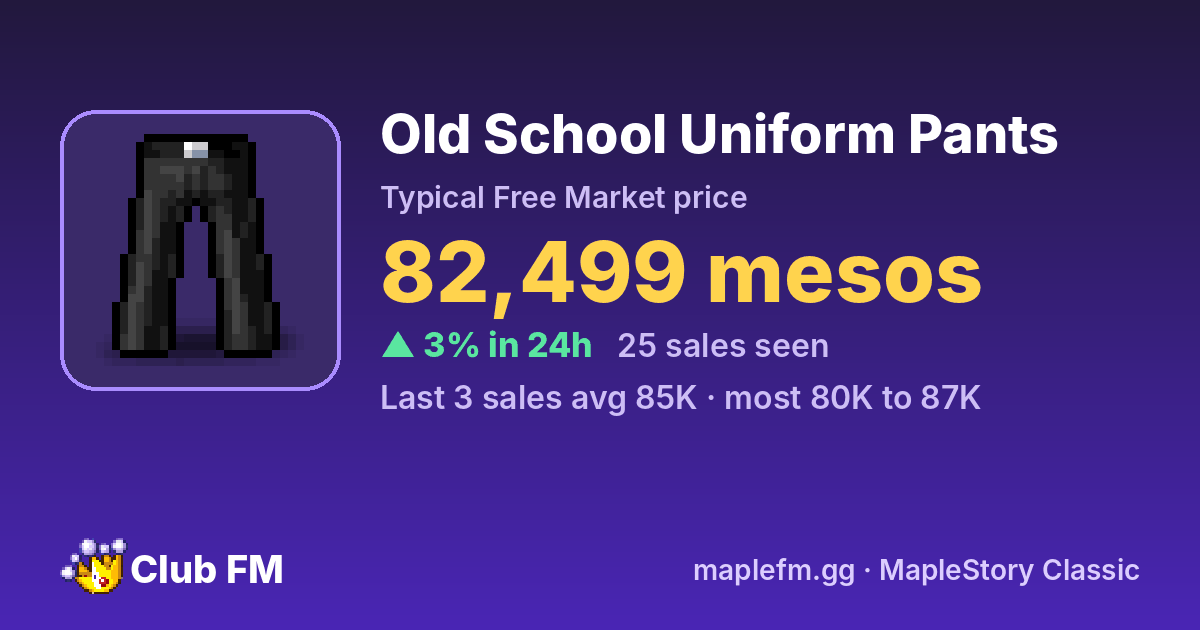 Old School Uniform Pants
Typical Free Market price
82,499 mesos
▲ 3% in 24h 25 sales seen
Last 3 sales avg 85K · most 80K to 87K
Club FM
maplefm.gg · MapleStory Classic